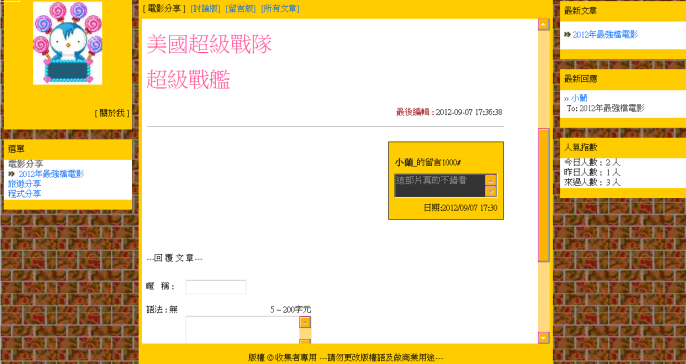 [ 關於我 ]
選單
電影分享
2012年最強檔電影
旅遊分享
程式分享
[ 電影分享 ] [討論版] [留言版] [所有文章]
美國超級戰隊
超級戰艦
最後編輯 : 2012-09-07 17:36:38
小蘭_的留言1000#
這部片真的不錯看
日期:2012/09/07 17:30
---回 覆 文 章---
暱 稱 :
語法 : 無 5 ~ 200字元
版權 © 收集者專用 ---請勿更改版權語及做商業用途---
最新文章
2012年最強檔電影
最新回應
» 小蘭
To: 2012年最強檔電影
人氣指數
今日人數 : 2 人
昨日人數 : 1 人
來過人數 : 3 人